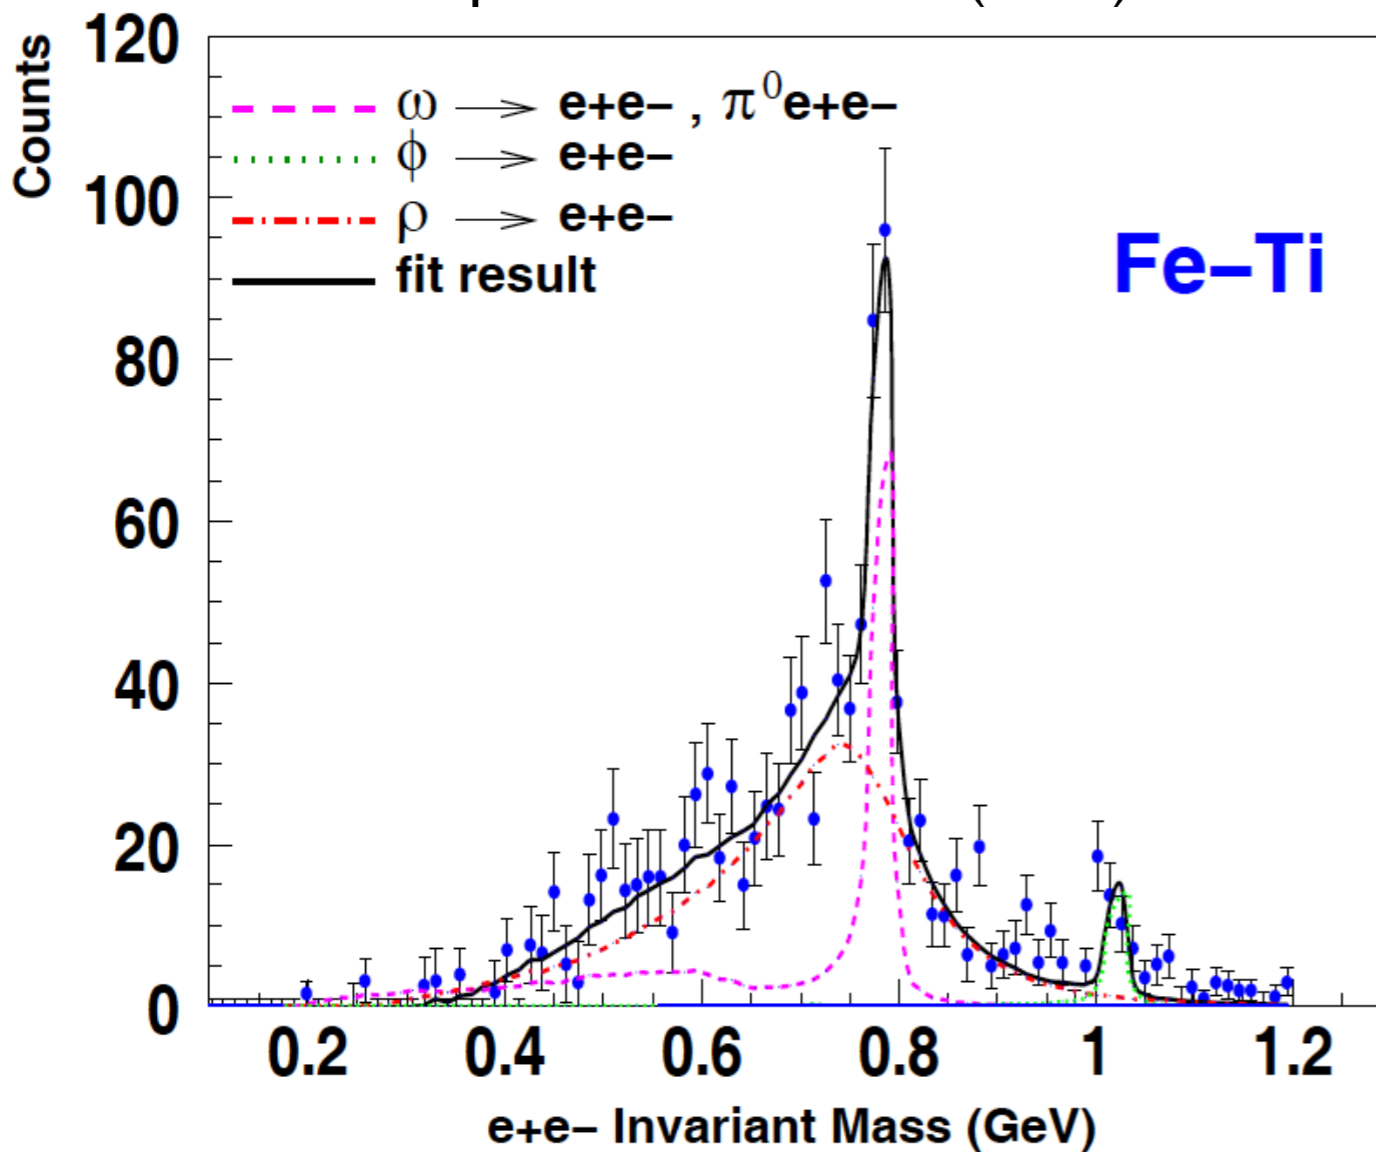 Counts
120
100
80
60
40
20
0
ω → e+e− , π⁰e+e−
ϕ → e+e−
ρ → e+e−
fit result
Fe−Ti
0.2 0.4 0.6 0.8 1 1.2
e+e− Invariant Mass (GeV)